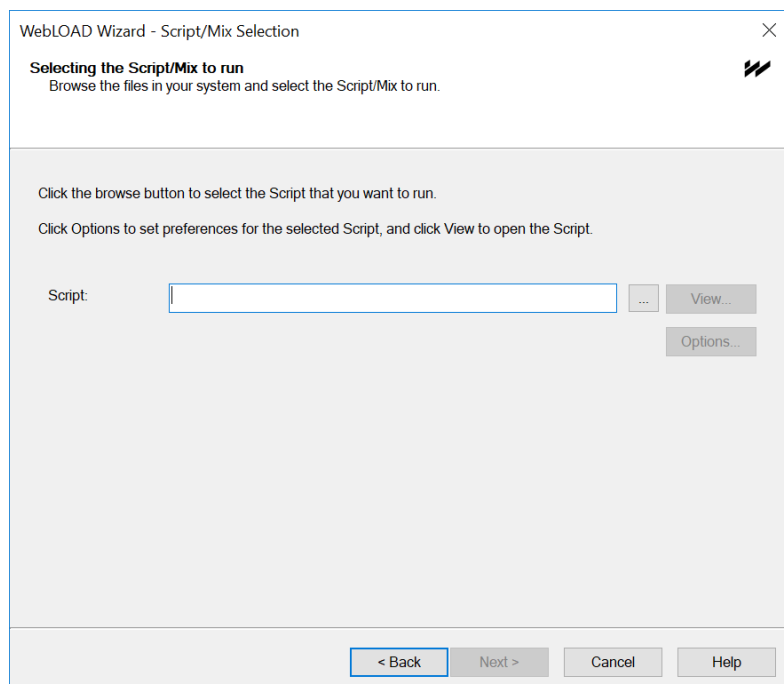 WebLOAD Wizard - Script/Mix Selection
Selecting the Script/Mix to run
Browse the files in your system and select the Script/Mix to run.
Click the browse button to select the Script that you want to run.
Click Options to set preferences for the selected Script, and click View to open the Script.
Script:
...
View...
Options...
< Back
Next >
Cancel
Help